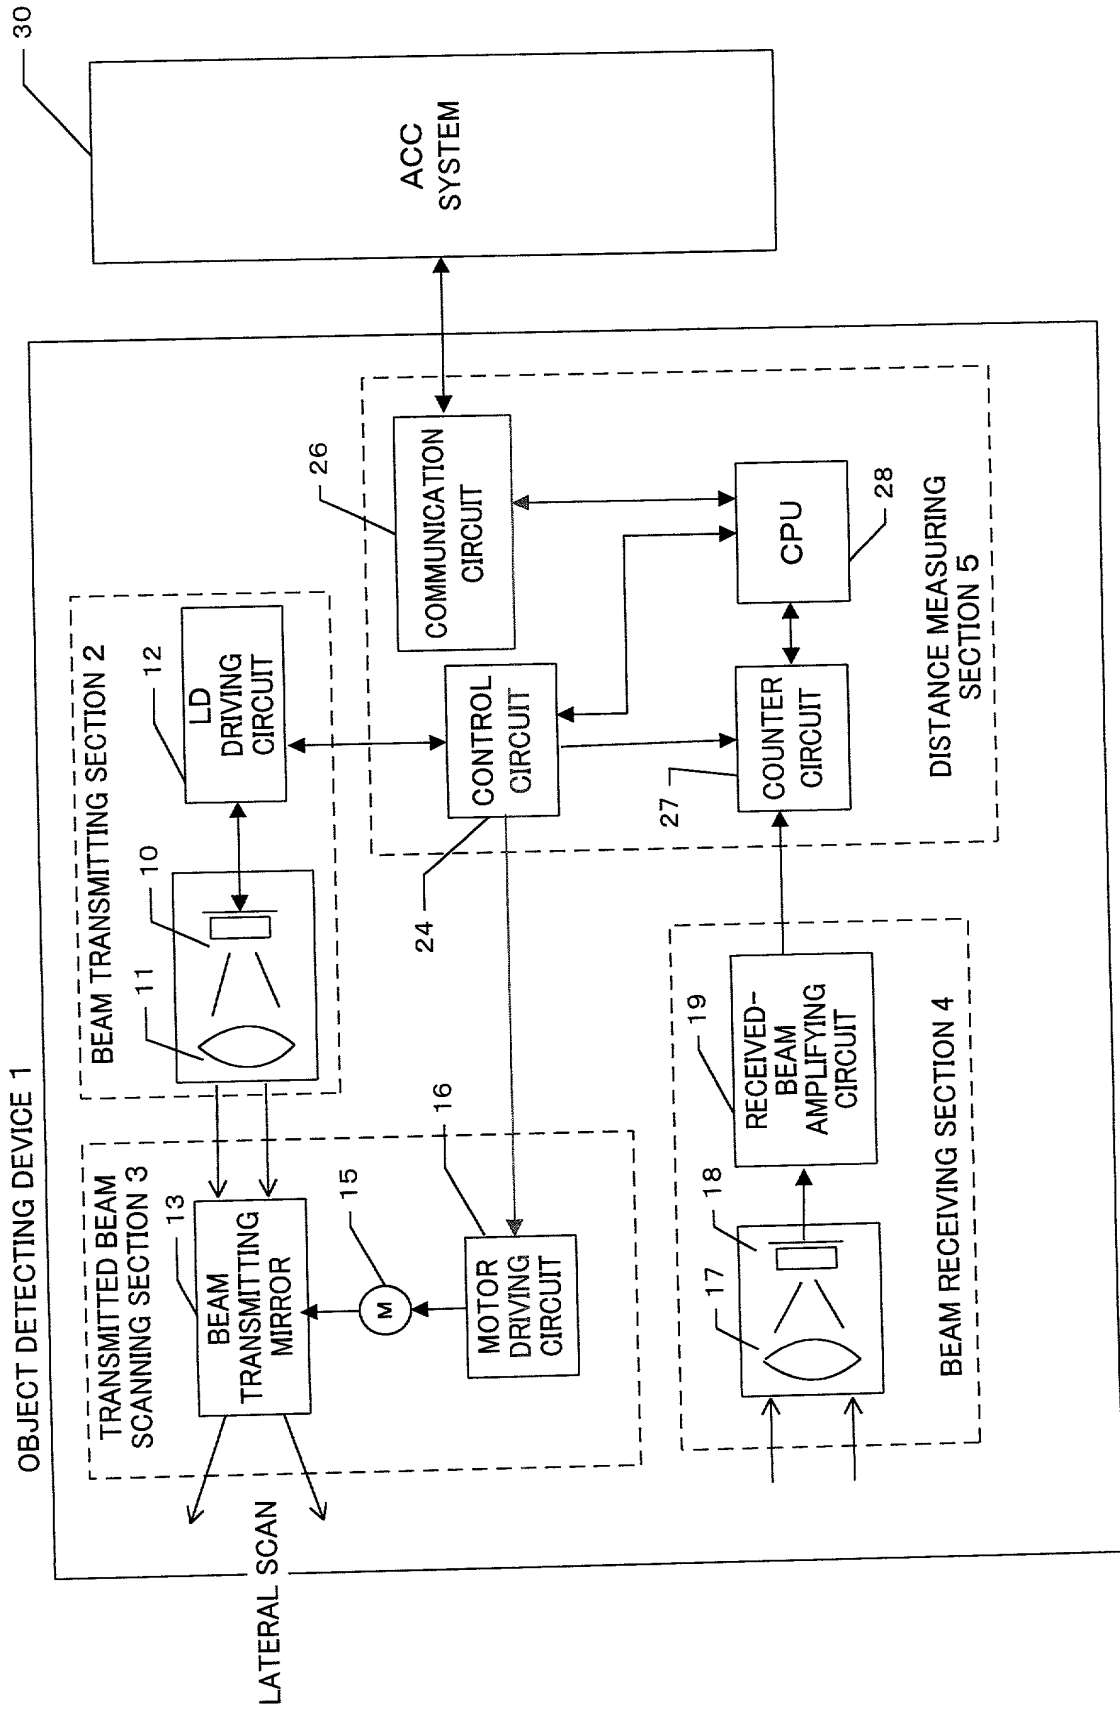 OBJECT DETECTING DEVICE 1
TRANSMITTED BEAM
SCANNING SECTION 3
13
BEAM
TRANSMITTING
MIRROR
LATERAL SCAN
15
M
16
MOTOR
DRIVING
CIRCUIT
BEAM TRANSMITTING SECTION 2
11
10
12
LD
DRIVING
CIRCUIT
24
CONTROL
CIRCUIT
26
COMMUNICATION
CIRCUIT
27
COUNTER
CIRCUIT
CPU
28
DISTANCE MEASURING
SECTION 5
17
18
19
RECEIVED-
BEAM
AMPLIFYING
CIRCUIT
BEAM RECEIVING SECTION 4
30
ACC
SYSTEM